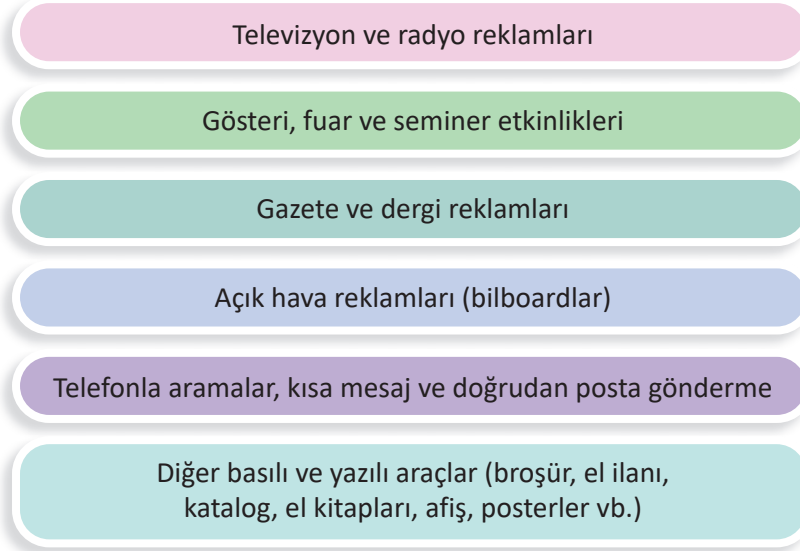 Televizyon ve radyo reklamları
Gösteri, fuar ve seminer etkinlikleri
Gazete ve dergi reklamları
Açık hava reklamları (bilboardlar)
Telefonla aramalar, kısa mesaj ve doğrudan posta gönderme
Diğer basılı ve yazılı araçlar (broşür, el ilanı,
katalog, el kitapları, afiş, posterler vb.)